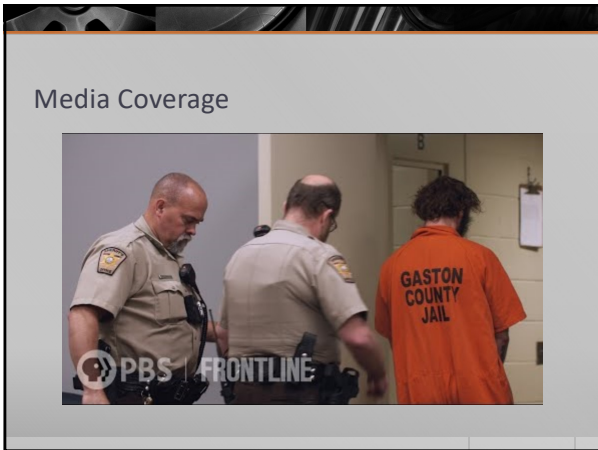 Media Coverage
B
GASTON
COUNTY
JAIL
PBS | FRONTLINE